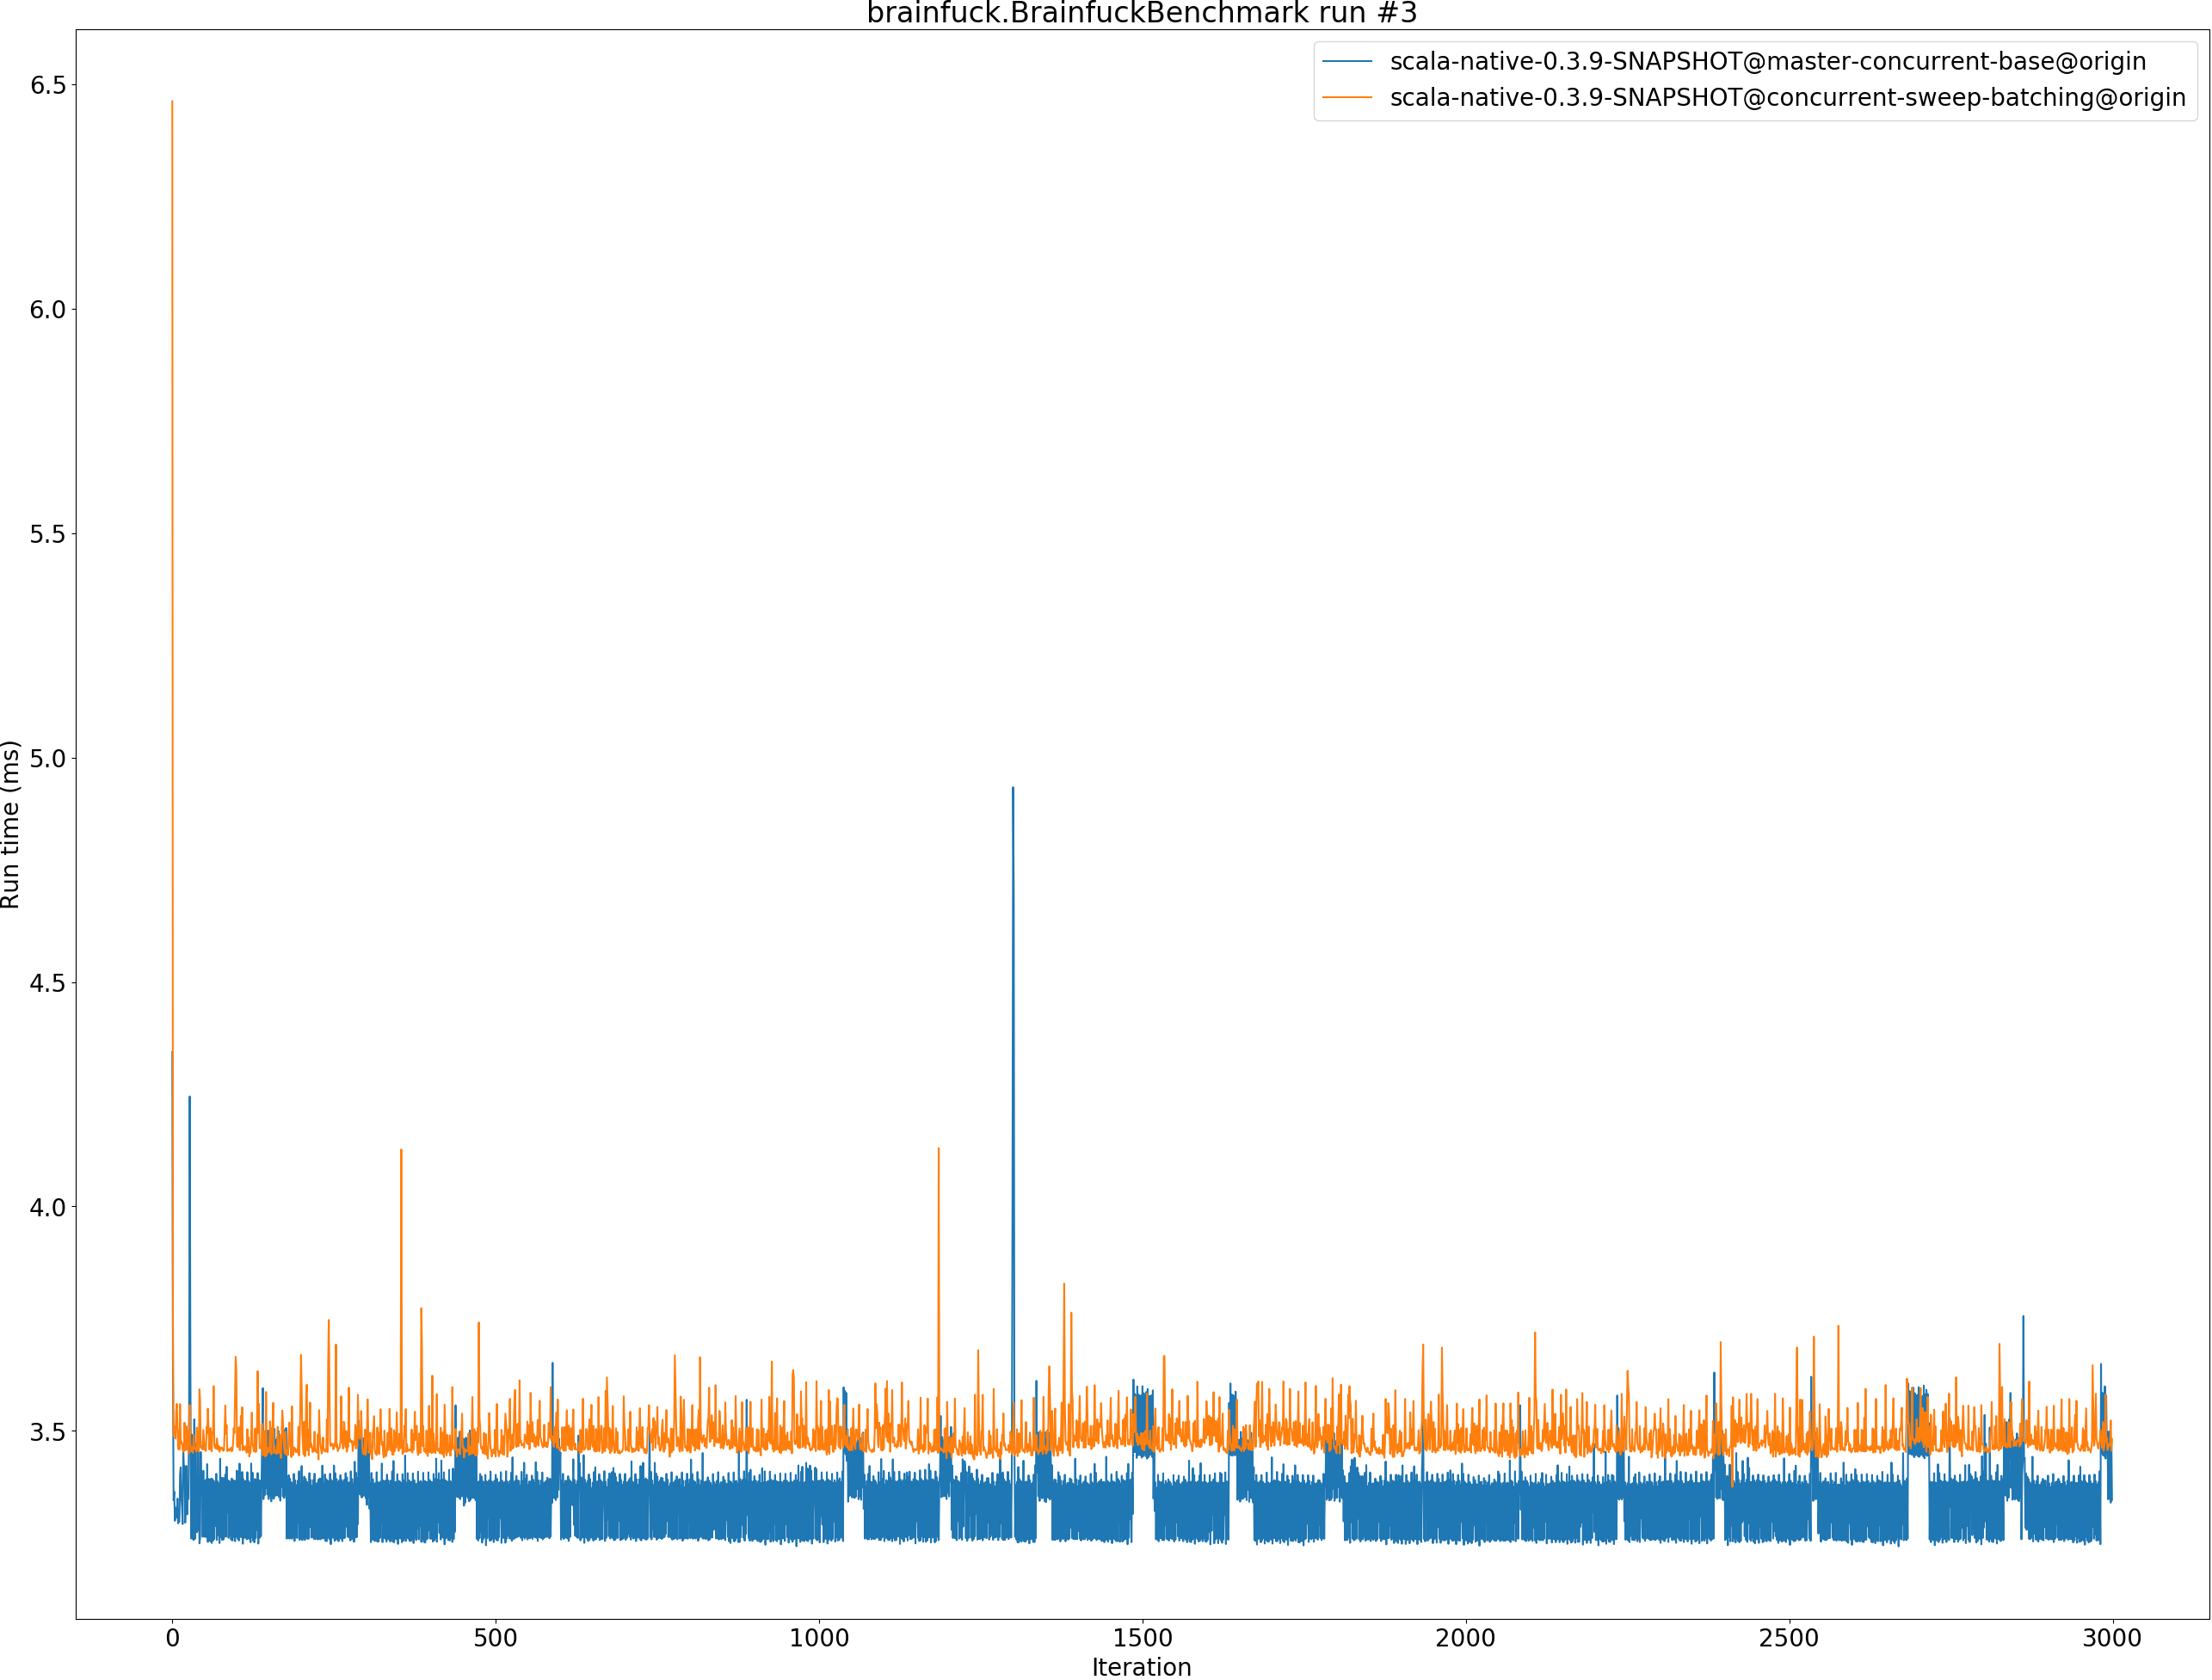 brainfuck.BrainfuckBenchmark run #3
scala-native-0.3.9-SNAPSHOT@master-concurrent-base@origin
scala-native-0.3.9-SNAPSHOT@concurrent-sweep-batching@origin
6.5
6.0
5.5
5.0
4.5
4.0
3.5
Run time (ms)
0 500 1000 1500 2000 2500 3000
Iteration